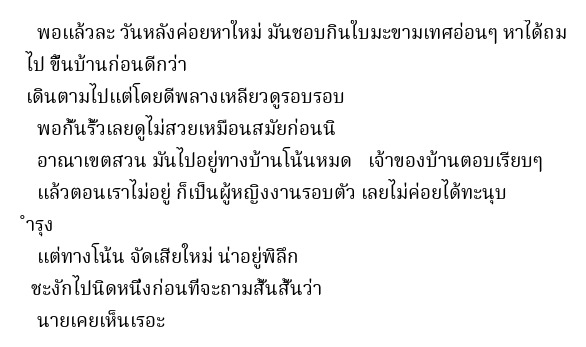 พอแล้วละ วันหลังค่อยหาใหม่ มันชอบกินใบมะขามเทศอ่อนๆ หาได้ถม
ไป ขึ้นบ้านก่อนดีกว่า
เดินตามไปแต่โดยดีพลางเหลียวดูรอบรอบ
พอกั้นรั้วเลยดูไม่สวยเหมือนสมัยก่อนนิ
อาณาเขตสวน มันไปอยู่ทางบ้านโน้นหมด เจ้าของบ้านตอบเรียบๆ
แล้วตอนเราไม่อยู่ ก็เป็นผู้หญิงงานรอบตัว เลยไม่ค่อยได้ทะนุบ
ำรุง
แต่ทางโน้น จัดเสียใหม่ น่าอยู่พิลึก
ชะงักไปนิดหนึ่งก่อนที่จะถามสั้นสั้นว่า
นายเคยเห็นเรอะ